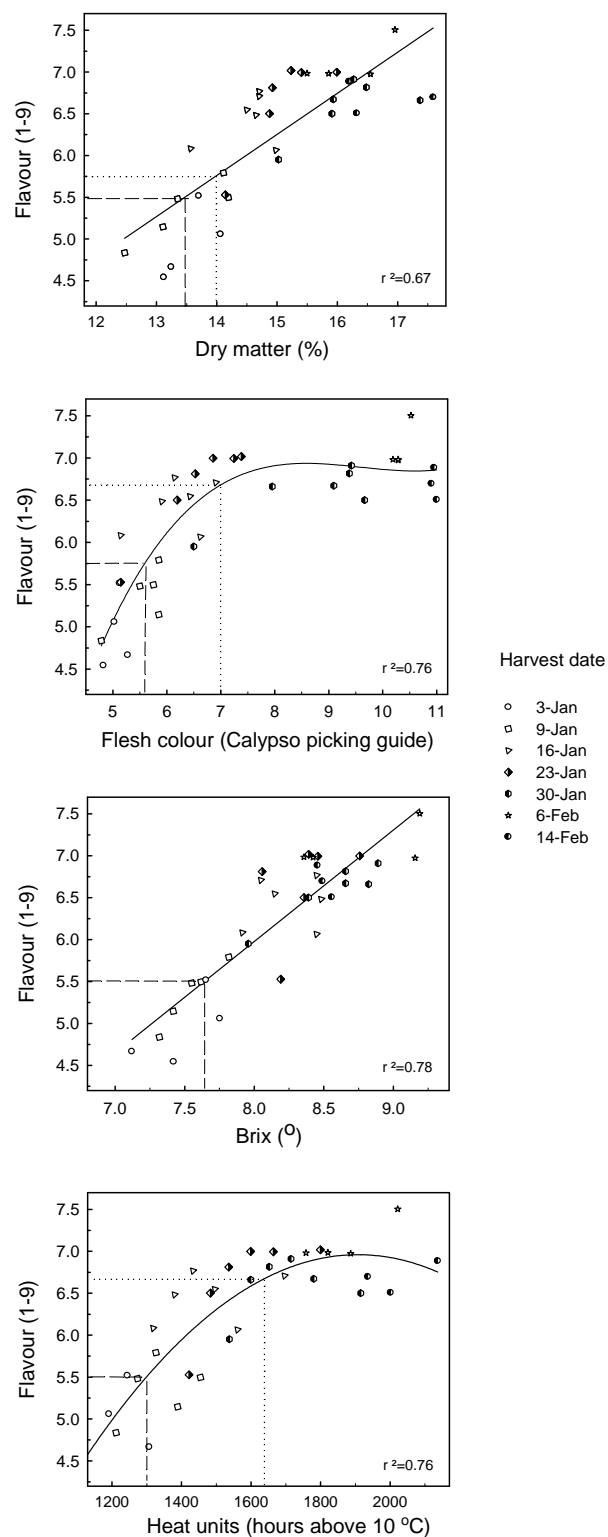 7.5
7.0
6.5
6.0
5.5
5.0
4.5
Flavour (1-9)
r ²=0.67
12 13 14 15 16 17
Dry matter (%)
7.5
7.0
6.5
6.0
5.5
5.0
4.5
Flavour (1-9)
r ²=0.76
5 6 7 8 9 10 11
Flesh colour (Calypso picking guide)
Harvest date
3-Jan
9-Jan
16-Jan
23-Jan
30-Jan
6-Feb
14-Feb
7.5
7.0
6.5
6.0
5.5
5.0
4.5
Flavour (1-9)
r ²=0.78
7.0 7.5 8.0 8.5 9.0
Brix (O)
7.5
7.0
6.5
6.0
5.5
5.0
4.5
Flavour (1-9)
r ²=0.76
1200 1400 1600 1800 2000
Heat units (hours above 10 ºC)